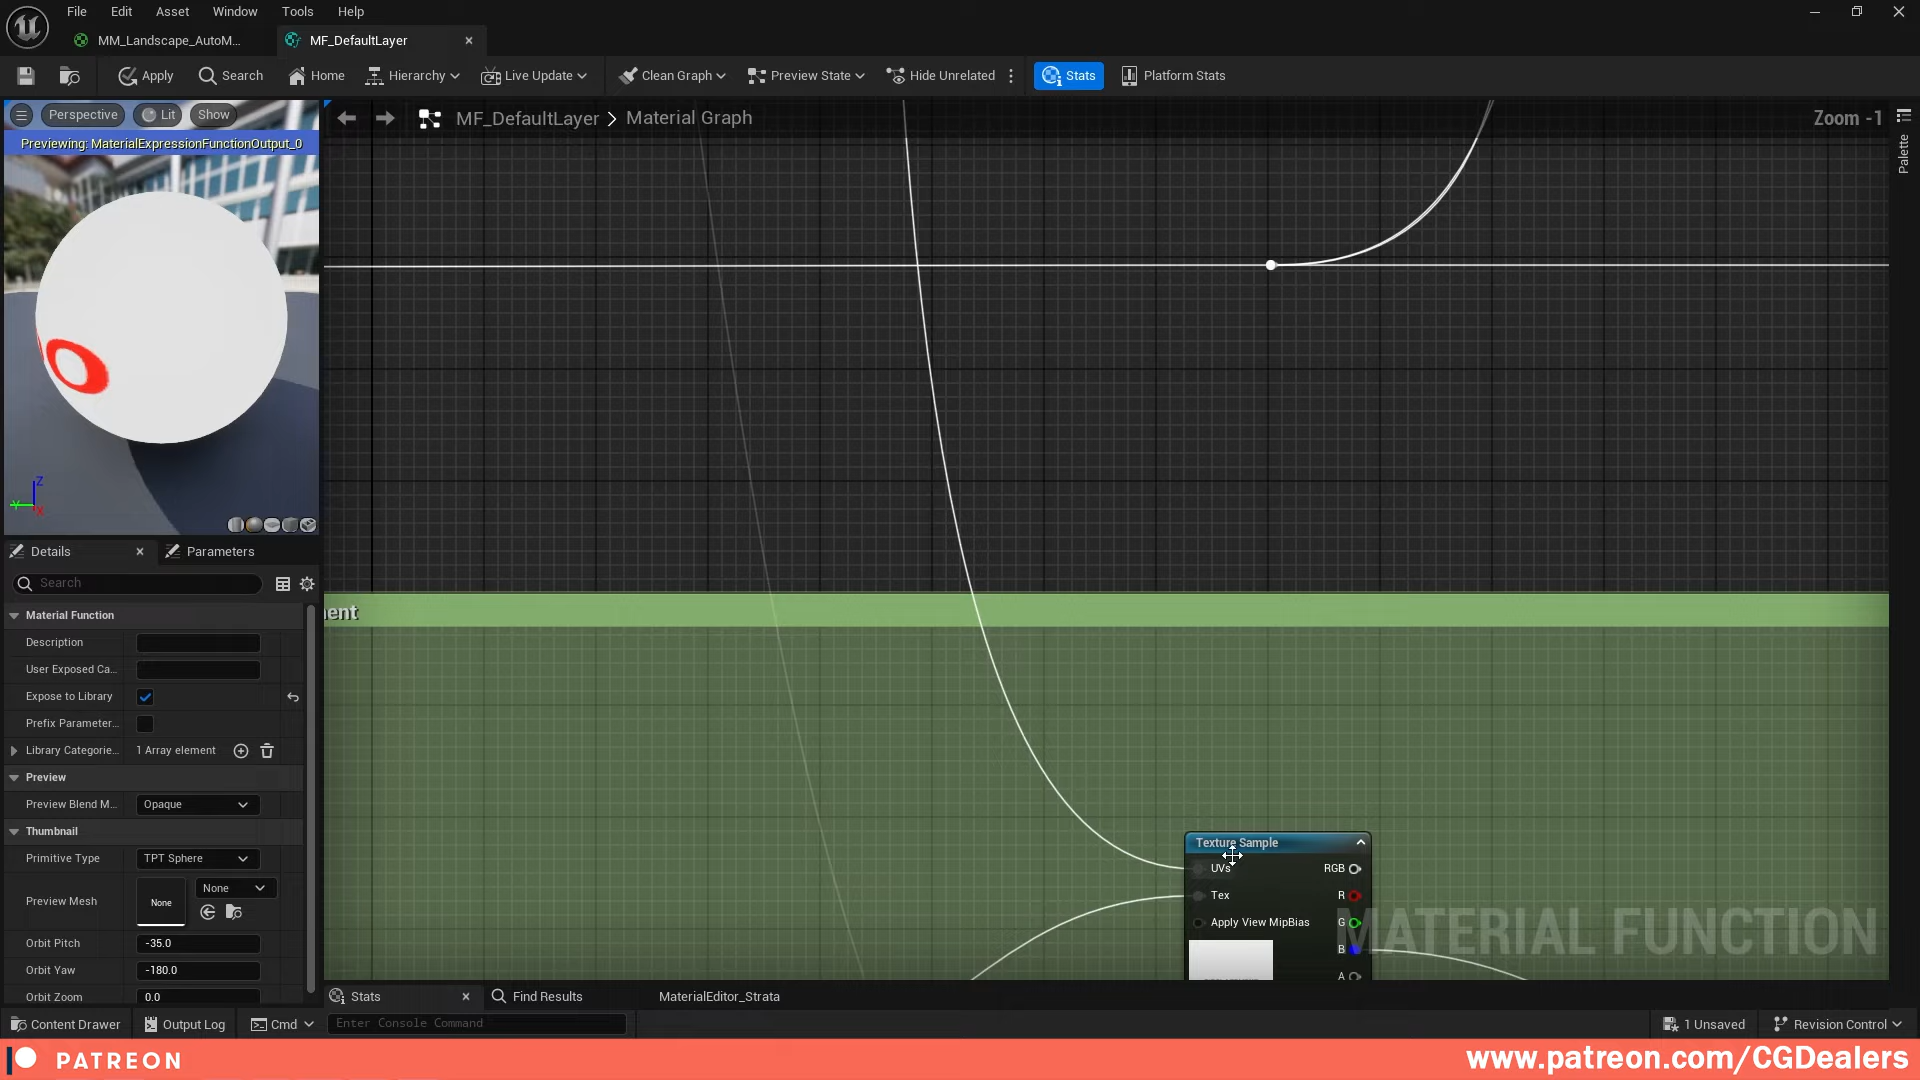 File Edit Asset Window Tools Help
MM_Landscape_AutoM... MF_DefaultLayer
Apply Search Home Hierarchy Live Update Clean Graph Preview State Hide Unrelated Stats Platform Stats
Perspective Lit Show
Previewing: MaterialExpressionFunctionOutput_0
MF_DefaultLayer > Material Graph Zoom -1
Palette
Z
Y
X
Details Parameters
Search
Material Function
Description
User Exposed Ca...
Expose to Library
Prefix Parameter...
Library Categorie... 1 Array element
Preview
Preview Blend M... Opaque
Thumbnail
Primitive Type TPT Sphere
Preview Mesh None None
Orbit Pitch -35.0
Orbit Yaw -180.0
Orbit Zoom 0.0
ment
Texture Sample
UVs RGB
Tex R
Apply View MipBias G
B
A
MATERIAL FUNCTION
Stats Find Results MaterialEditor_Strata
Content Drawer Output Log Cmd Enter Console Command 1 Unsaved Revision Control
PATREON www.patreon.com/CGDealers